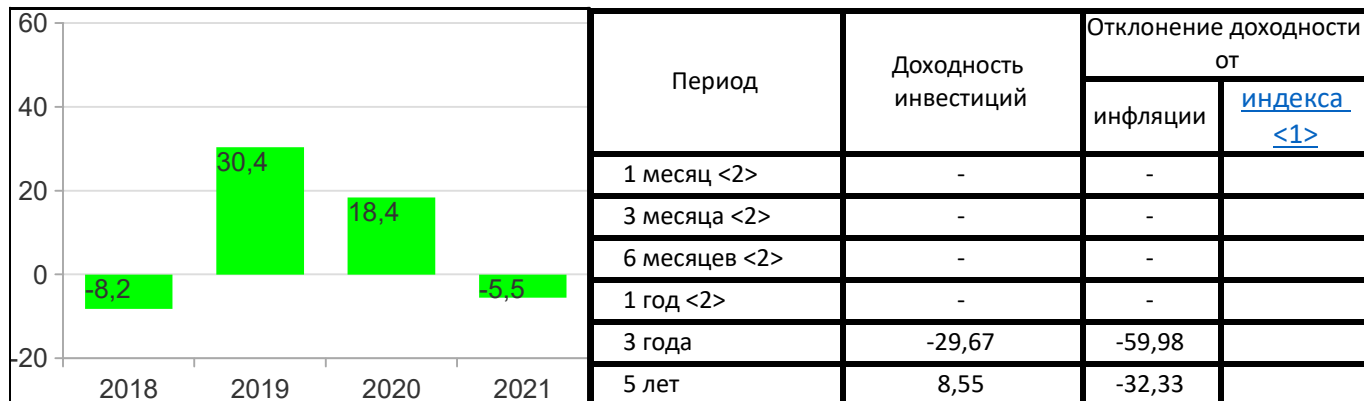 60
40
20
0
-20
-8,2
30,4
18,4
-5,5
2018 2019 2020 2021
Период
Доходность
инвестиций
Отклонение доходности
от
инфляции
индекса
<1>
1 месяц <2> - -
3 месяца <2> - -
6 месяцев <2> - -
1 год <2> - -
3 года -29,67 -59,98
5 лет 8,55 -32,33